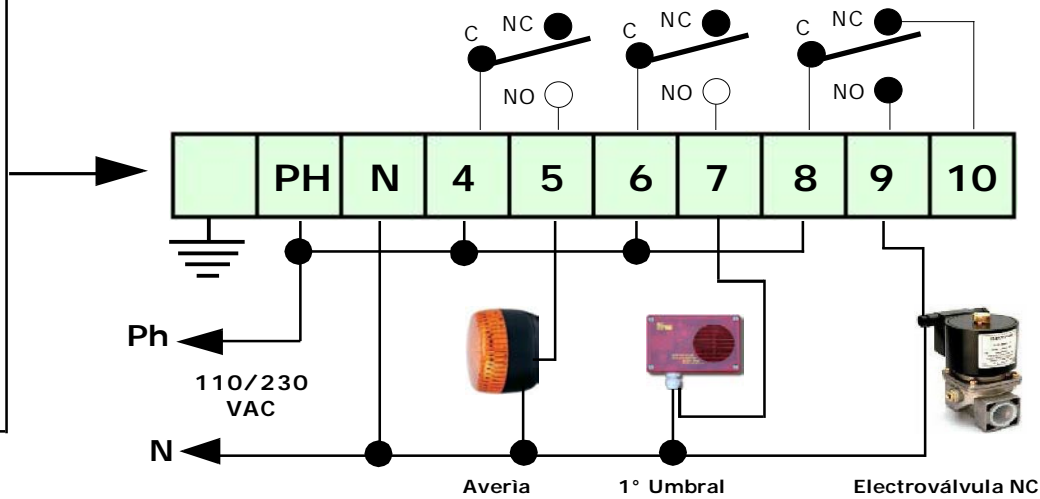 C NC C NC C NC
NO NO NO
PH N 4 5 6 7 8 9 10
Ph
110/230
VAC
N
Averìa 1° Umbral Electroválvula NC